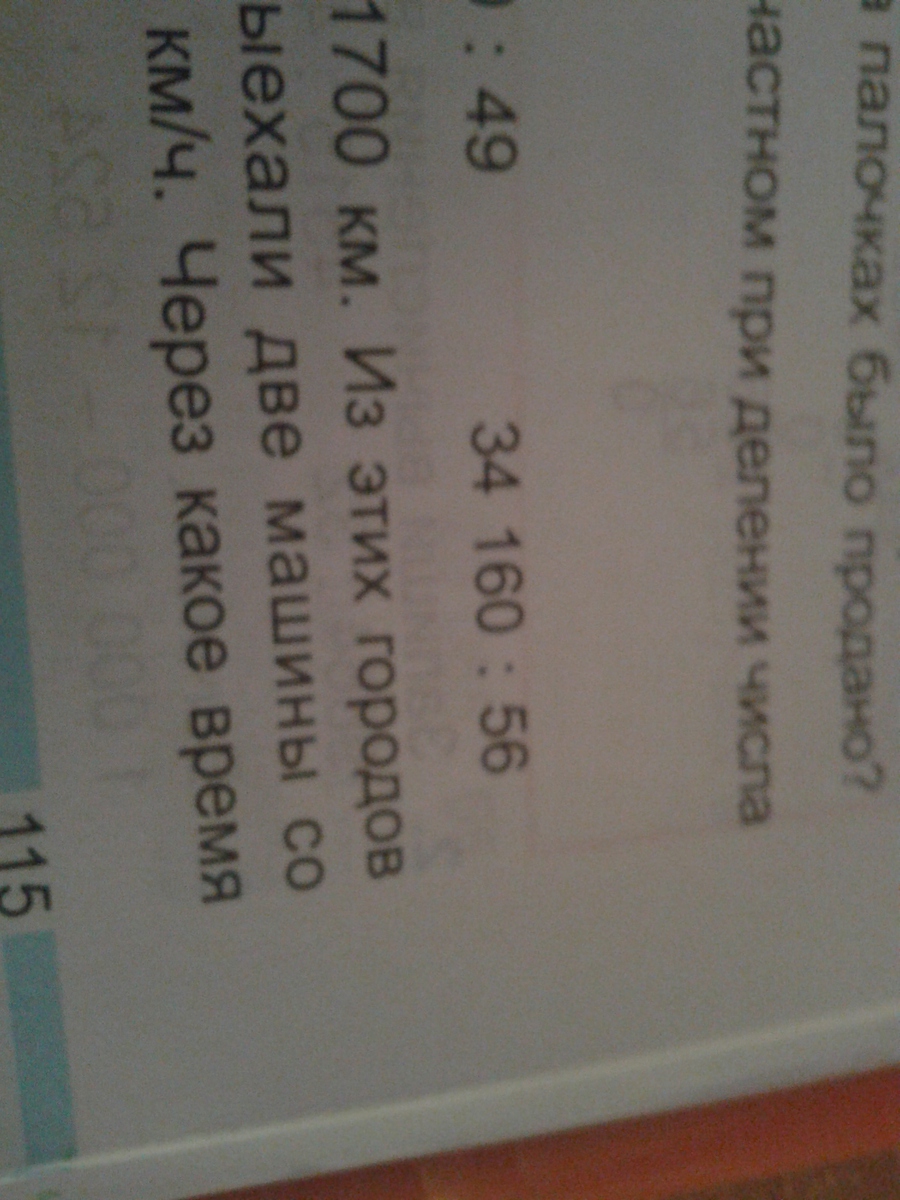 в палочках было продано?
частном при делении числа
: 49 34 160 : 56
1700 км. Из этих городов
ыехали две машины со
км/ч. Через какое время
115